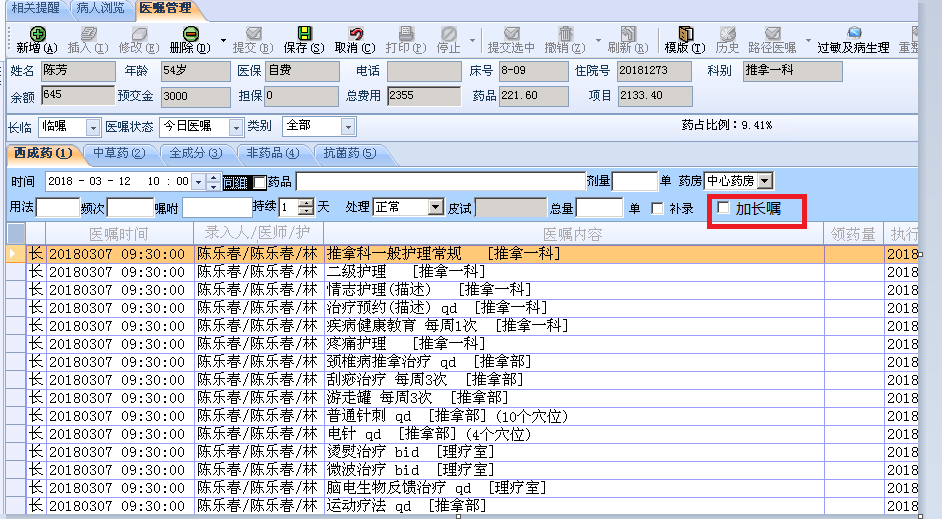 相关提醒 病人浏览 医嘱管理
新增(A) 插入(I) 修改(E) 删除(D) 提交(B) 保存(S) 取消(C) 打印(P) 停止 提交选中 撤销(Z) 刷新(R) 模版(T) 历史 路径医嘱 过敏及病生理 重整
姓名 陈芳 年龄 54岁 医保 自费 电话 床号 8-09 住院号 20181273 科别 推拿一科
余额 645 预交金 3000 担保 0 总费用 2355 药品 221.60 项目 2133.40
长临 临嘱 医嘱状态 今日医嘱 类别 全部 药占比例：9.41%
西成药(1) 中草药(2) 全成分(3) 非药品(4) 抗菌药(5)
时间 2018-03-12 10:00 同组 药品 剂量 单 药房 中心药房
用法 频次 嘱咐 持续 1 天 处理 正常 皮试 总量 单 补录 加长嘱
医嘱时间 录入人/医师/护 医嘱内容 领药量 执行
长 20180307 09:30:00 陈乐春/陈乐春/林 推拿科一般护理常规 [推拿一科] 2018
长 20180307 09:30:00 陈乐春/陈乐春/林 二级护理 [推拿一科] 2018
长 20180307 09:30:00 陈乐春/陈乐春/林 情志护理(描述) [推拿一科] 2018
长 20180307 09:30:00 陈乐春/陈乐春/林 治疗预约(描述) qd [推拿一科] 2018
长 20180307 09:30:00 陈乐春/陈乐春/林 疾病健康教育 每周1次 [推拿一科] 2018
长 20180307 09:30:00 陈乐春/陈乐春/林 疼痛护理 [推拿一科] 2018
长 20180307 09:30:00 陈乐春/陈乐春/林 颈椎病推拿治疗 qd [推拿部] 2018
长 20180307 09:30:00 陈乐春/陈乐春/林 刮痧治疗 每周3次 [推拿部] 2018
长 20180307 09:30:00 陈乐春/陈乐春/林 游走罐 每周3次 [推拿部] 2018
长 20180307 09:30:00 陈乐春/陈乐春/林 普通针刺 qd [推拿部](10个穴位) 2018
长 20180307 09:30:00 陈乐春/陈乐春/林 电针 qd [推拿部](4个穴位) 2018
长 20180307 09:30:00 陈乐春/陈乐春/林 烫熨治疗 bid [理疗室] 2018
长 20180307 09:30:00 陈乐春/陈乐春/林 微波治疗 bid [理疗室] 2018
长 20180307 09:30:00 陈乐春/陈乐春/林 脑电生物反馈治疗 qd [理疗室] 2018
长 20180307 09:30:00 陈乐春/陈乐春/林 运动疗法 qd [推拿部] 2018